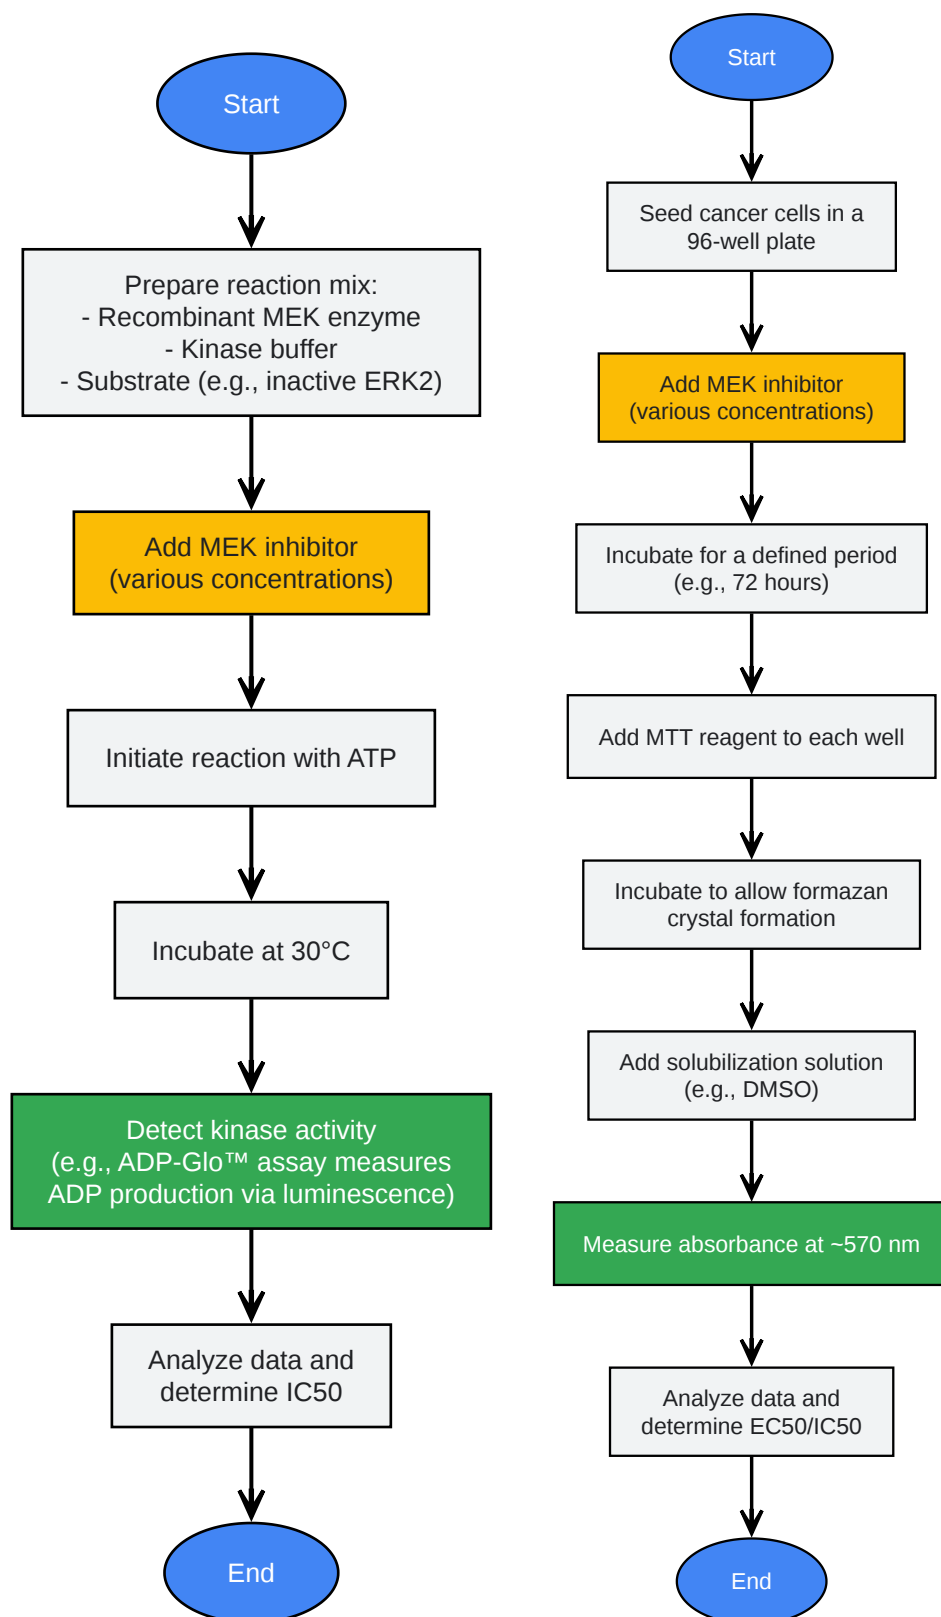 Start
Prepare reaction mix:
- Recombinant MEK enzyme
- Kinase buffer
- Substrate (e.g., inactive ERK2)
Add MEK inhibitor
(various concentrations)
Initiate reaction with ATP
Incubate at 30°C
Detect kinase activity
(e.g., ADP-Glo™ assay measures
ADP production via luminescence)
Analyze data and
determine IC50
End
Start
Seed cancer cells in a
96-well plate
Add MEK inhibitor
(various concentrations)
Incubate for a defined period
(e.g., 72 hours)
Add MTT reagent to each well
Incubate to allow formazan
crystal formation
Add solubilization solution
(e.g., DMSO)
Measure absorbance at ~570 nm
Analyze data and
determine EC50/IC50
End